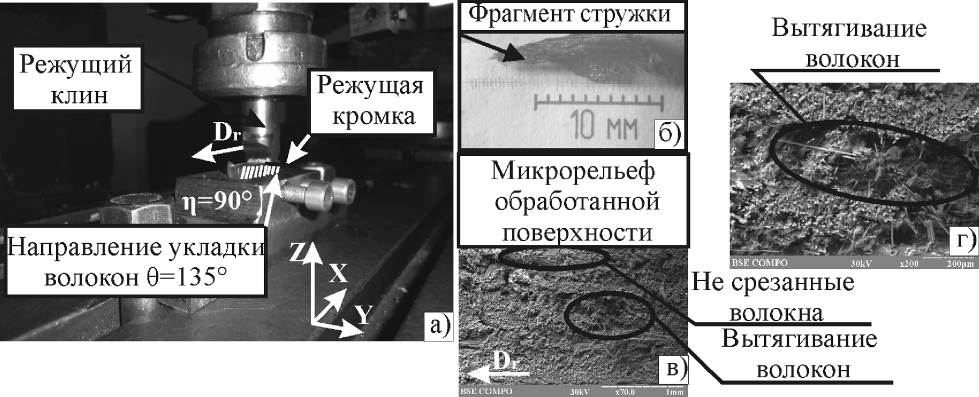 Режущий
клин
Режущая
кромка
Dr
η=90°
Направление укладки
волокон θ=135°
Z
X
Y
а)
Фрагмент стружки
10 мм
б)
Микрорельеф
обработанной
поверхности
Dr
в)
BSE COMPO 30kV x70.0 1mm
Вытягивание
волокон
г)
BSE COMPO 30kV x200 200μm
Не срезанные
волокна
Вытягивание
волокон